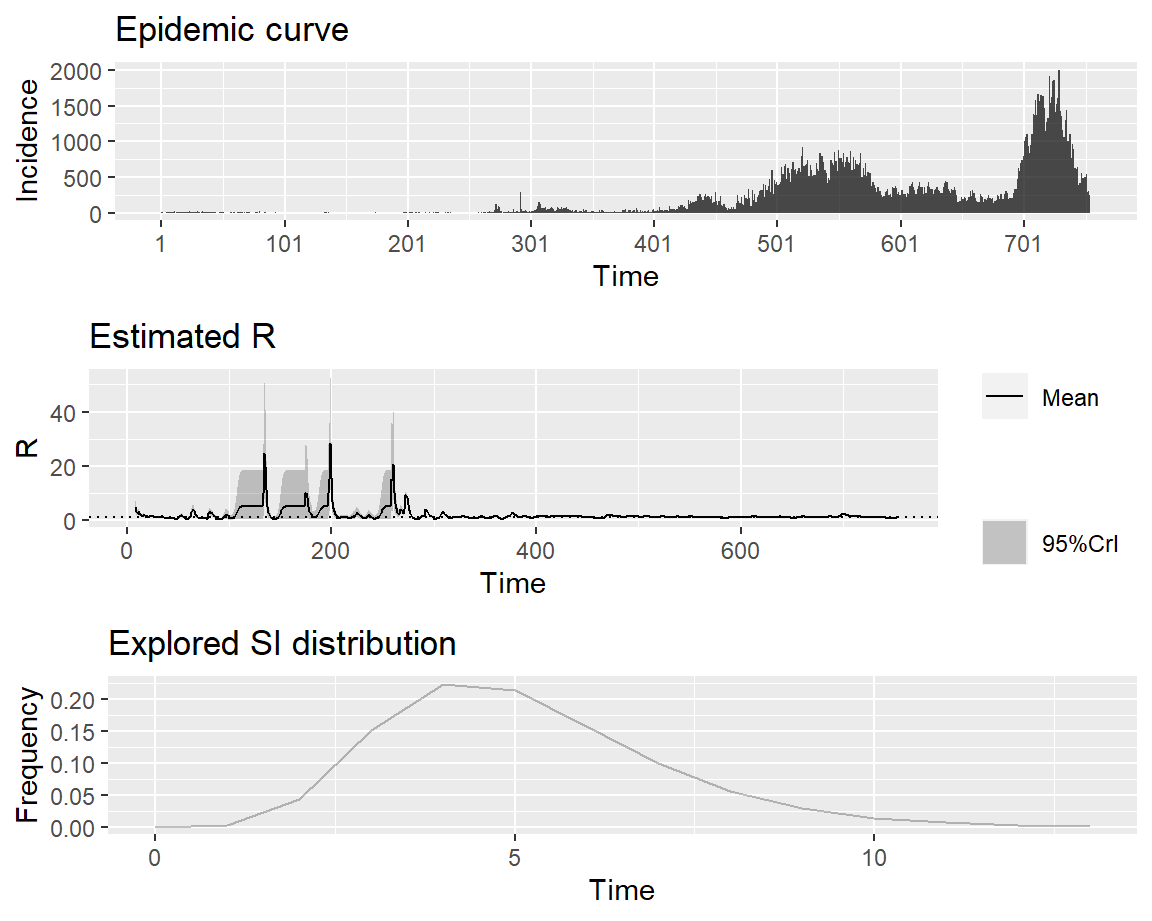 Epidemic curve
Incidence
2000
1500
1000
500
0
1 101 201 301 401 501 601 701
Time
Estimated R
R
40
20
0
0 200 400 600
Time
Mean
95%CrI
Explored SI distribution
Frequency
0.20
0.15
0.10
0.05
0.00
0 5 10
Time